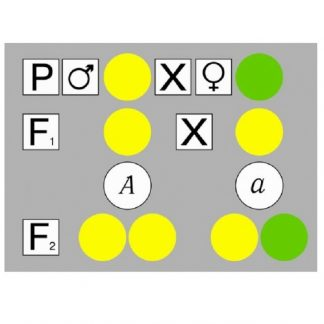 P ♂ X ♀
F₁ X
A a
F₂